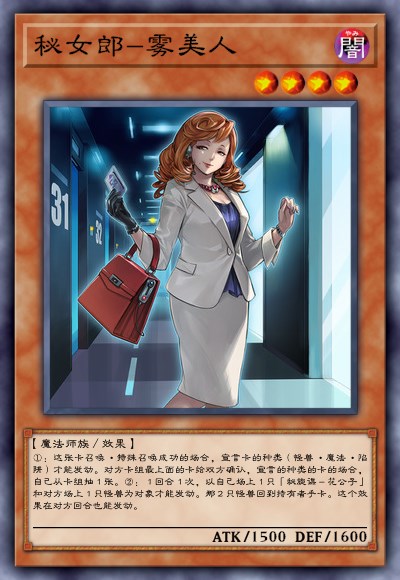 秘女郎-雾美人
やみ
闇
31
32
【魔法师族/效果】
①：这张卡召唤·特殊召唤成功的场合，宣言卡的种类（怪兽·魔法·陷
阱）才能发动。对方卡组最上面的卡给双方确认，宣言的种类的卡的场合，
自己从卡组抽1张。②：1回合1次，以自己场上1只「纵旋谍-花公子」
和对方场上1只怪兽为对象才能发动。那2只怪兽回到持有者手卡。这个效
果在对方回合也能发动。
ATK/1500 DEF/1600